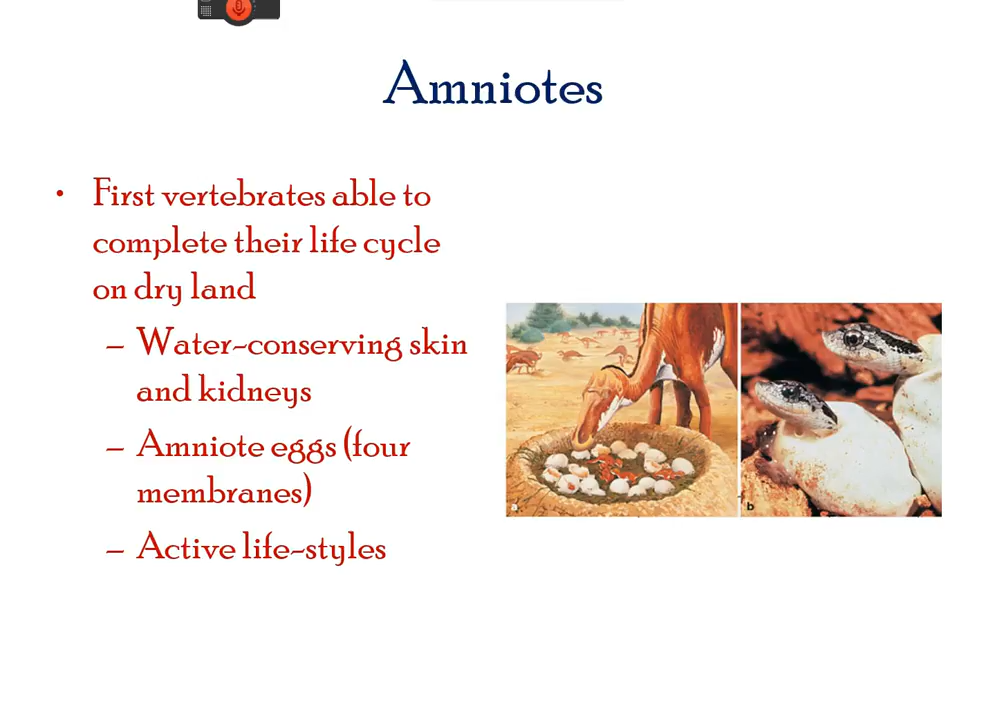 Amniotes
• First vertebrates able to
complete their life cycle
on dry land
– Water-conserving skin
and kidneys
– Amniote eggs (four
membranes)
– Active life-styles
a
b